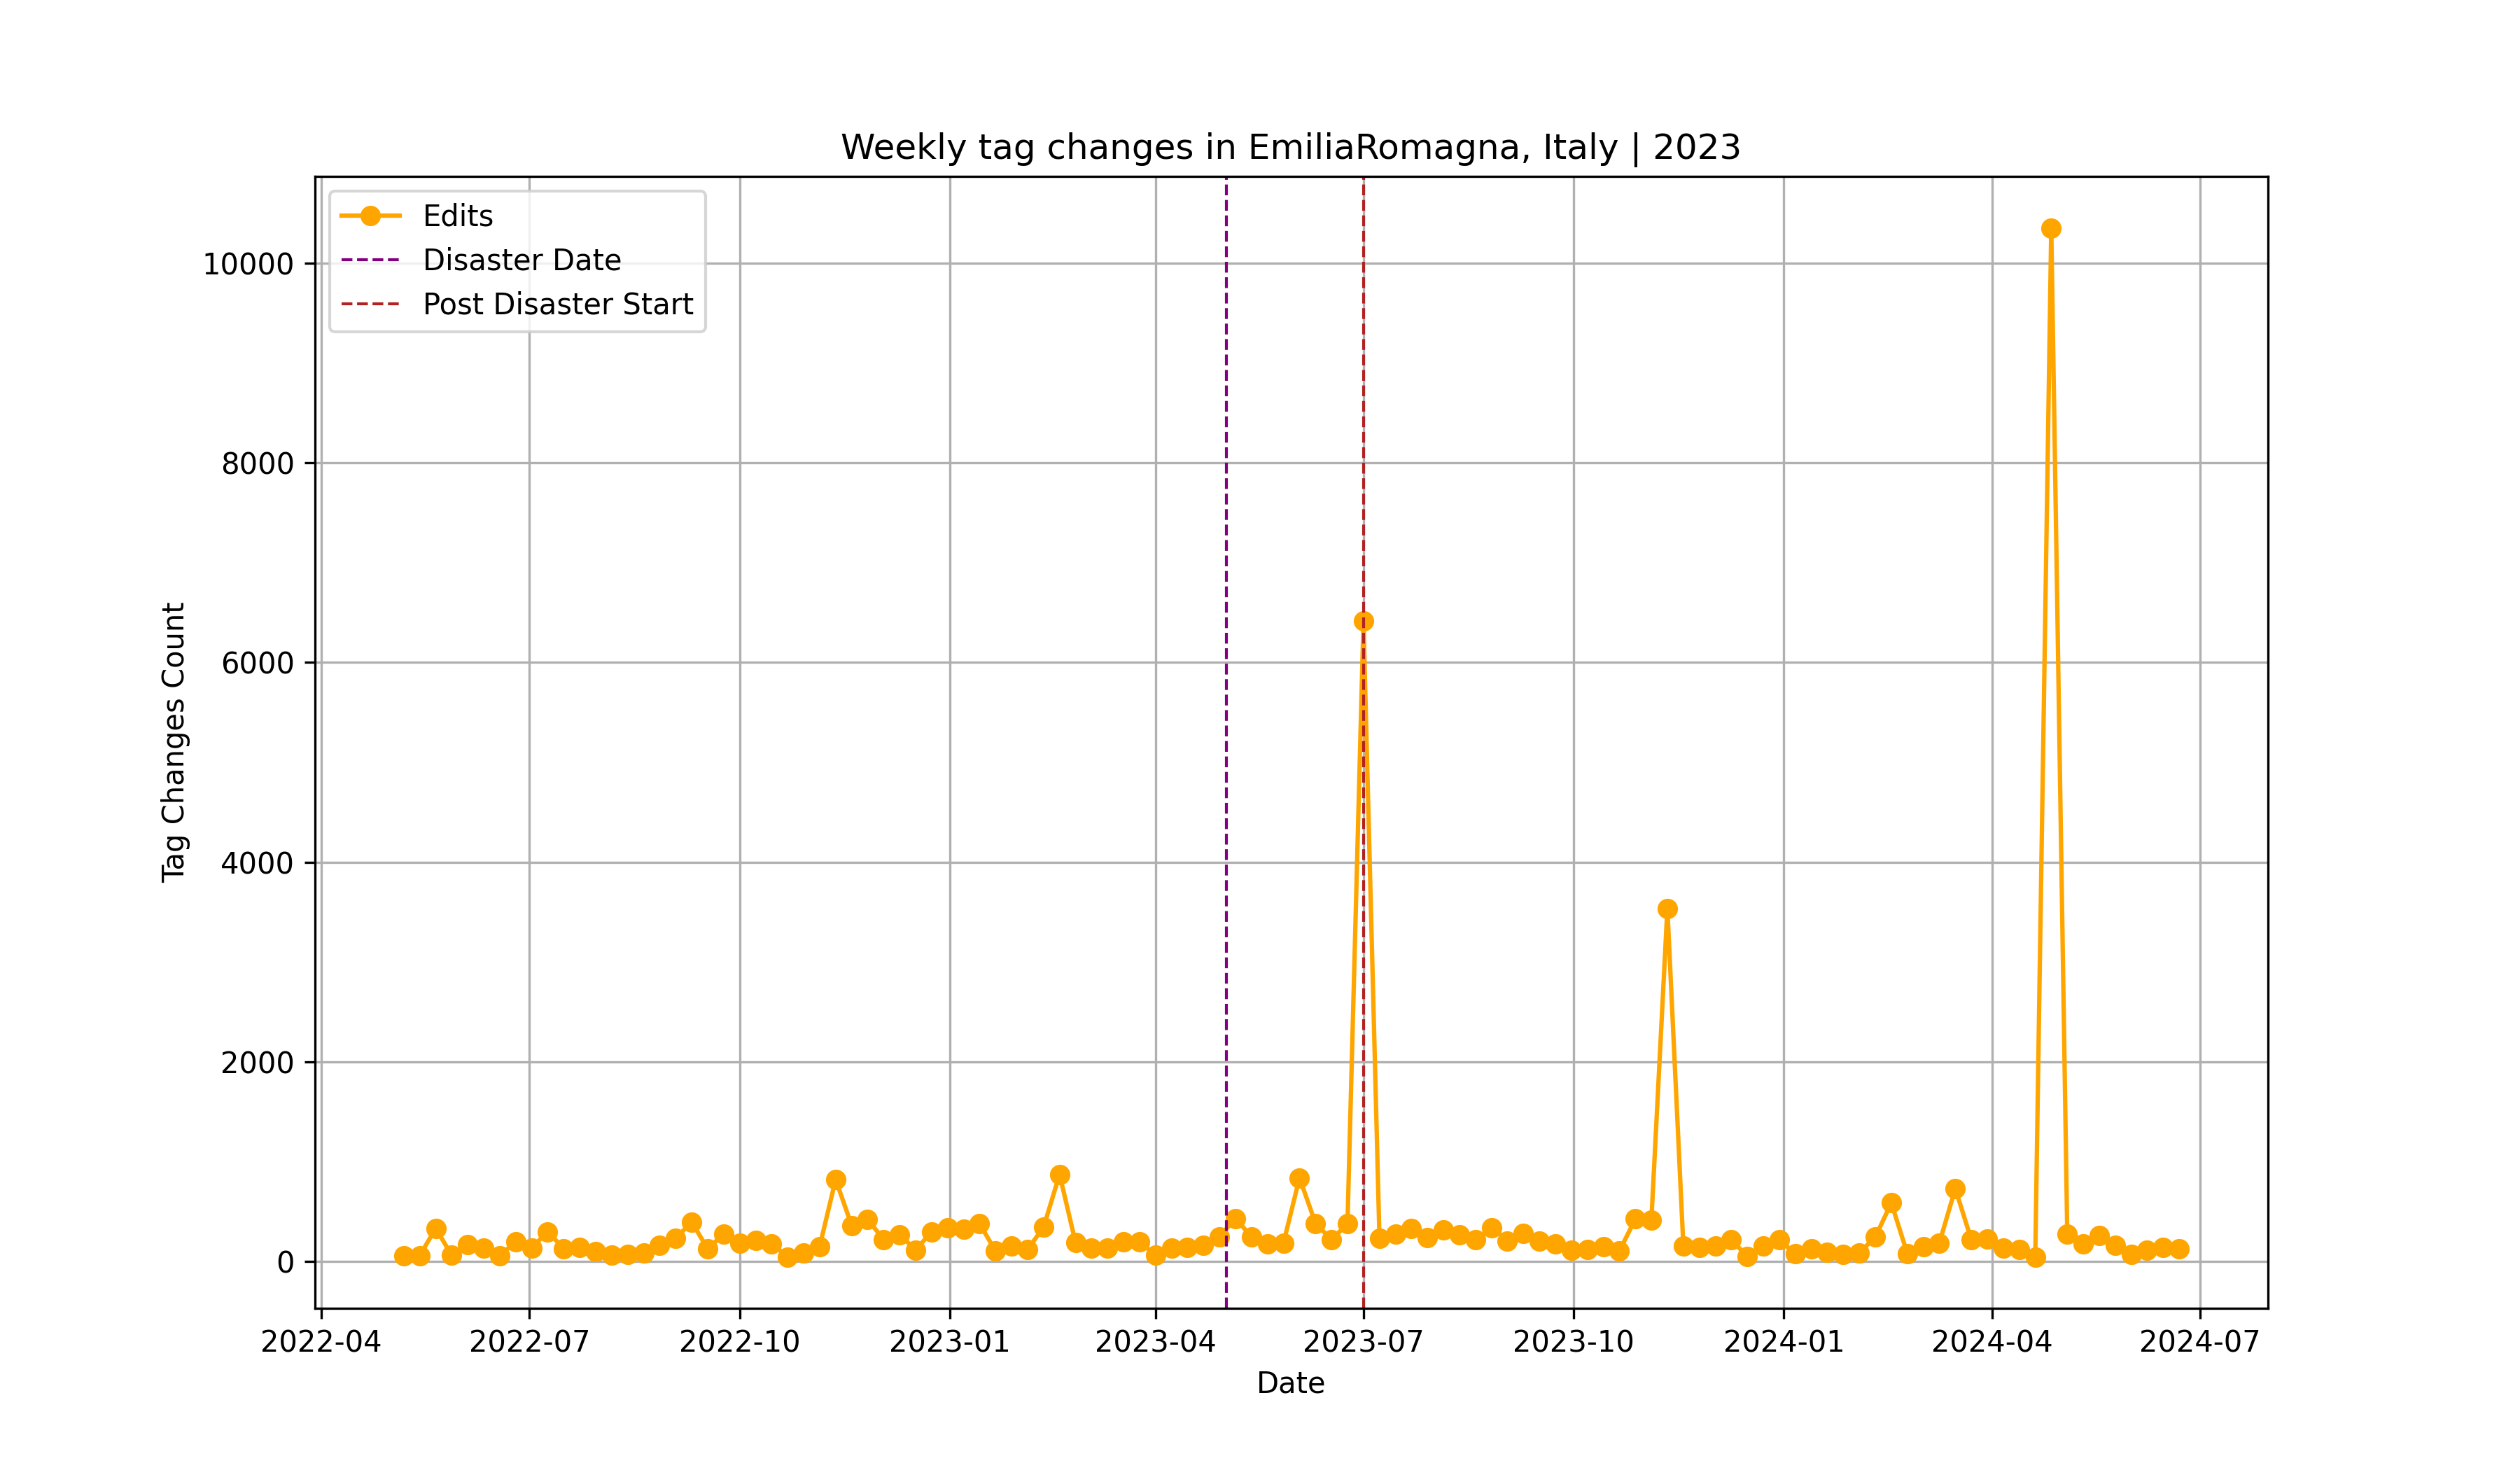 Weekly tag changes in EmiliaRomagna, Italy | 2023
Edits
Disaster Date
Post Disaster Start
Tag Changes Count
10000
8000
6000
4000
2000
0
2022-04 2022-07 2022-10 2023-01 2023-04 2023-07 2023-10 2024-01 2024-04 2024-07
Date